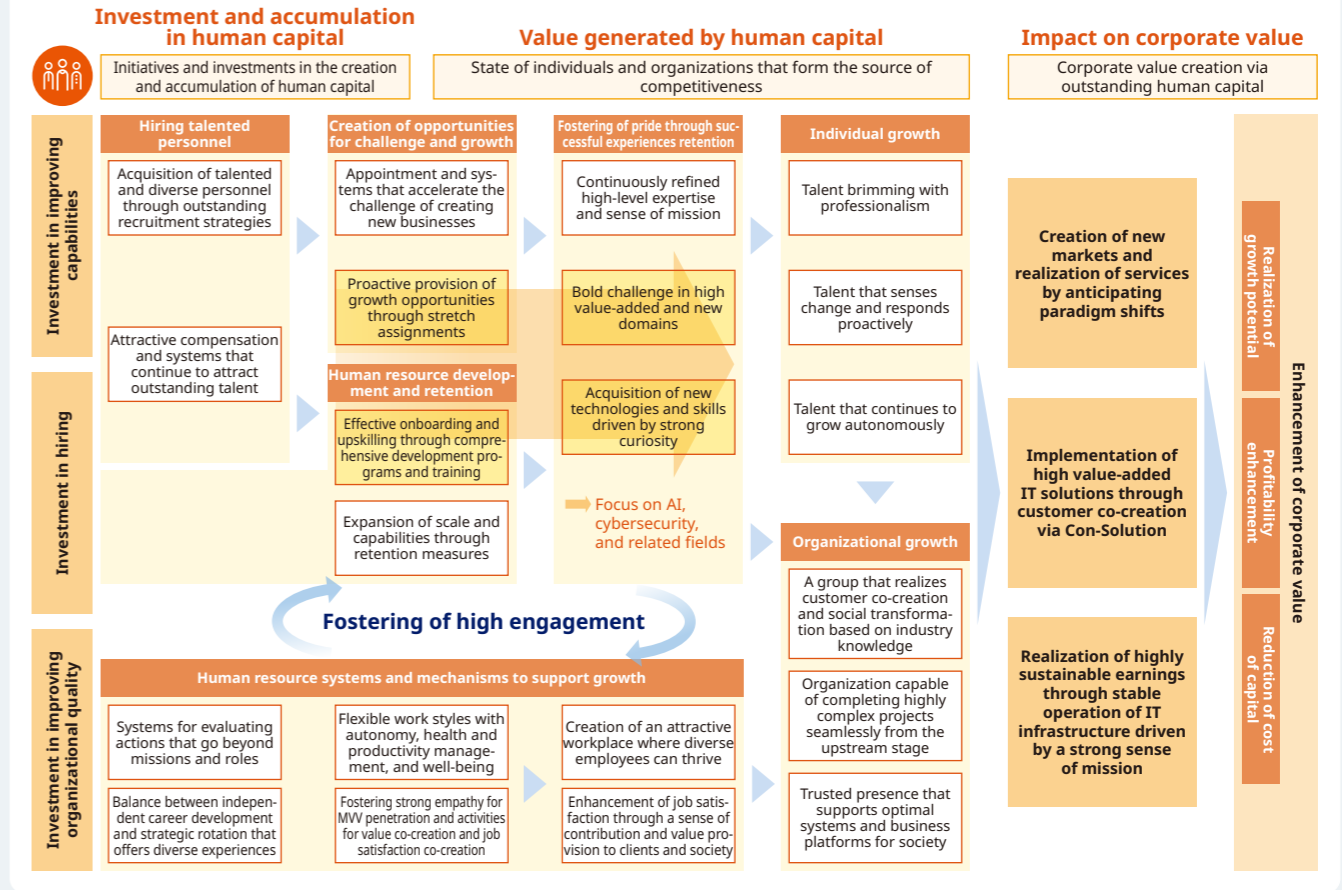 Investment and accumulation
in human capital
Value generated by human capital
Impact on corporate value
Initiatives and investments in the creation
and accumulation of human capital
State of individuals and organizations that form the source of
competitiveness
Corporate value creation via
outstanding human capital
Investment in improving
capabilities
Investment in hiring
Investment in improving
organizational quality
Hiring talented
personnel
Acquisition of talented
and diverse personnel
through outstanding
recruitment strategies
Attractive compensation
and systems that
continue to attract
outstanding talent
Creation of opportunities
for challenge and growth
Appointment and sys-
tems that accelerate the
challenge of creating
new businesses
Proactive provision of
growth opportunities
through stretch
assignments
Human resource develop-
ment and retention
Effective onboarding and
upskilling through compre-
hensive development pro-
grams and training
Expansion of scale and
capabilities through
retention measures
Fostering of pride through suc-
cessful experiences retention
Continuously refined
high-level expertise
and sense of mission
Bold challenge in high
value-added and new
domains
Acquisition of new
technologies and skills
driven by strong
curiosity
Focus on AI,
cybersecurity,
and related fields
Individual growth
Talent brimming with
professionalism
Talent that senses
change and responds
proactively
Talent that continues to
grow autonomously
Organizational growth
A group that realizes
customer co-creation
and social transforma-
tion based on industry
knowledge
Organization capable
of completing highly
complex projects
seamlessly from the
upstream stage
Trusted presence that
supports optimal
systems and business
platforms for society
Fostering of high engagement
Human resource systems and mechanisms to support growth
Systems for evaluating
actions that go beyond
missions and roles
Balance between indepen-
dent career development
and strategic rotation that
offers diverse experiences
Flexible work styles with
autonomy, health and
productivity manage-
ment, and well-being
Fostering strong empathy for
MVV penetration and activities
for value co-creation and job
satisfaction co-creation
Creation of an attractive
workplace where diverse
employees can thrive
Enhancement of job satis-
faction through a sense of
contribution and value pro-
vision to clients and society
Creation of new
markets and
realization of services
by anticipating
paradigm shifts
Implementation of
high value-added
IT solutions through
customer co-creation
via Con-Solution
Realization of highly
sustainable earnings
through stable
operation of IT
infrastructure driven
by a strong sense
of mission
Realization of
growth potential
Profitability
enhancement
Reduction of cost
of capital
Enhancement of corporate value